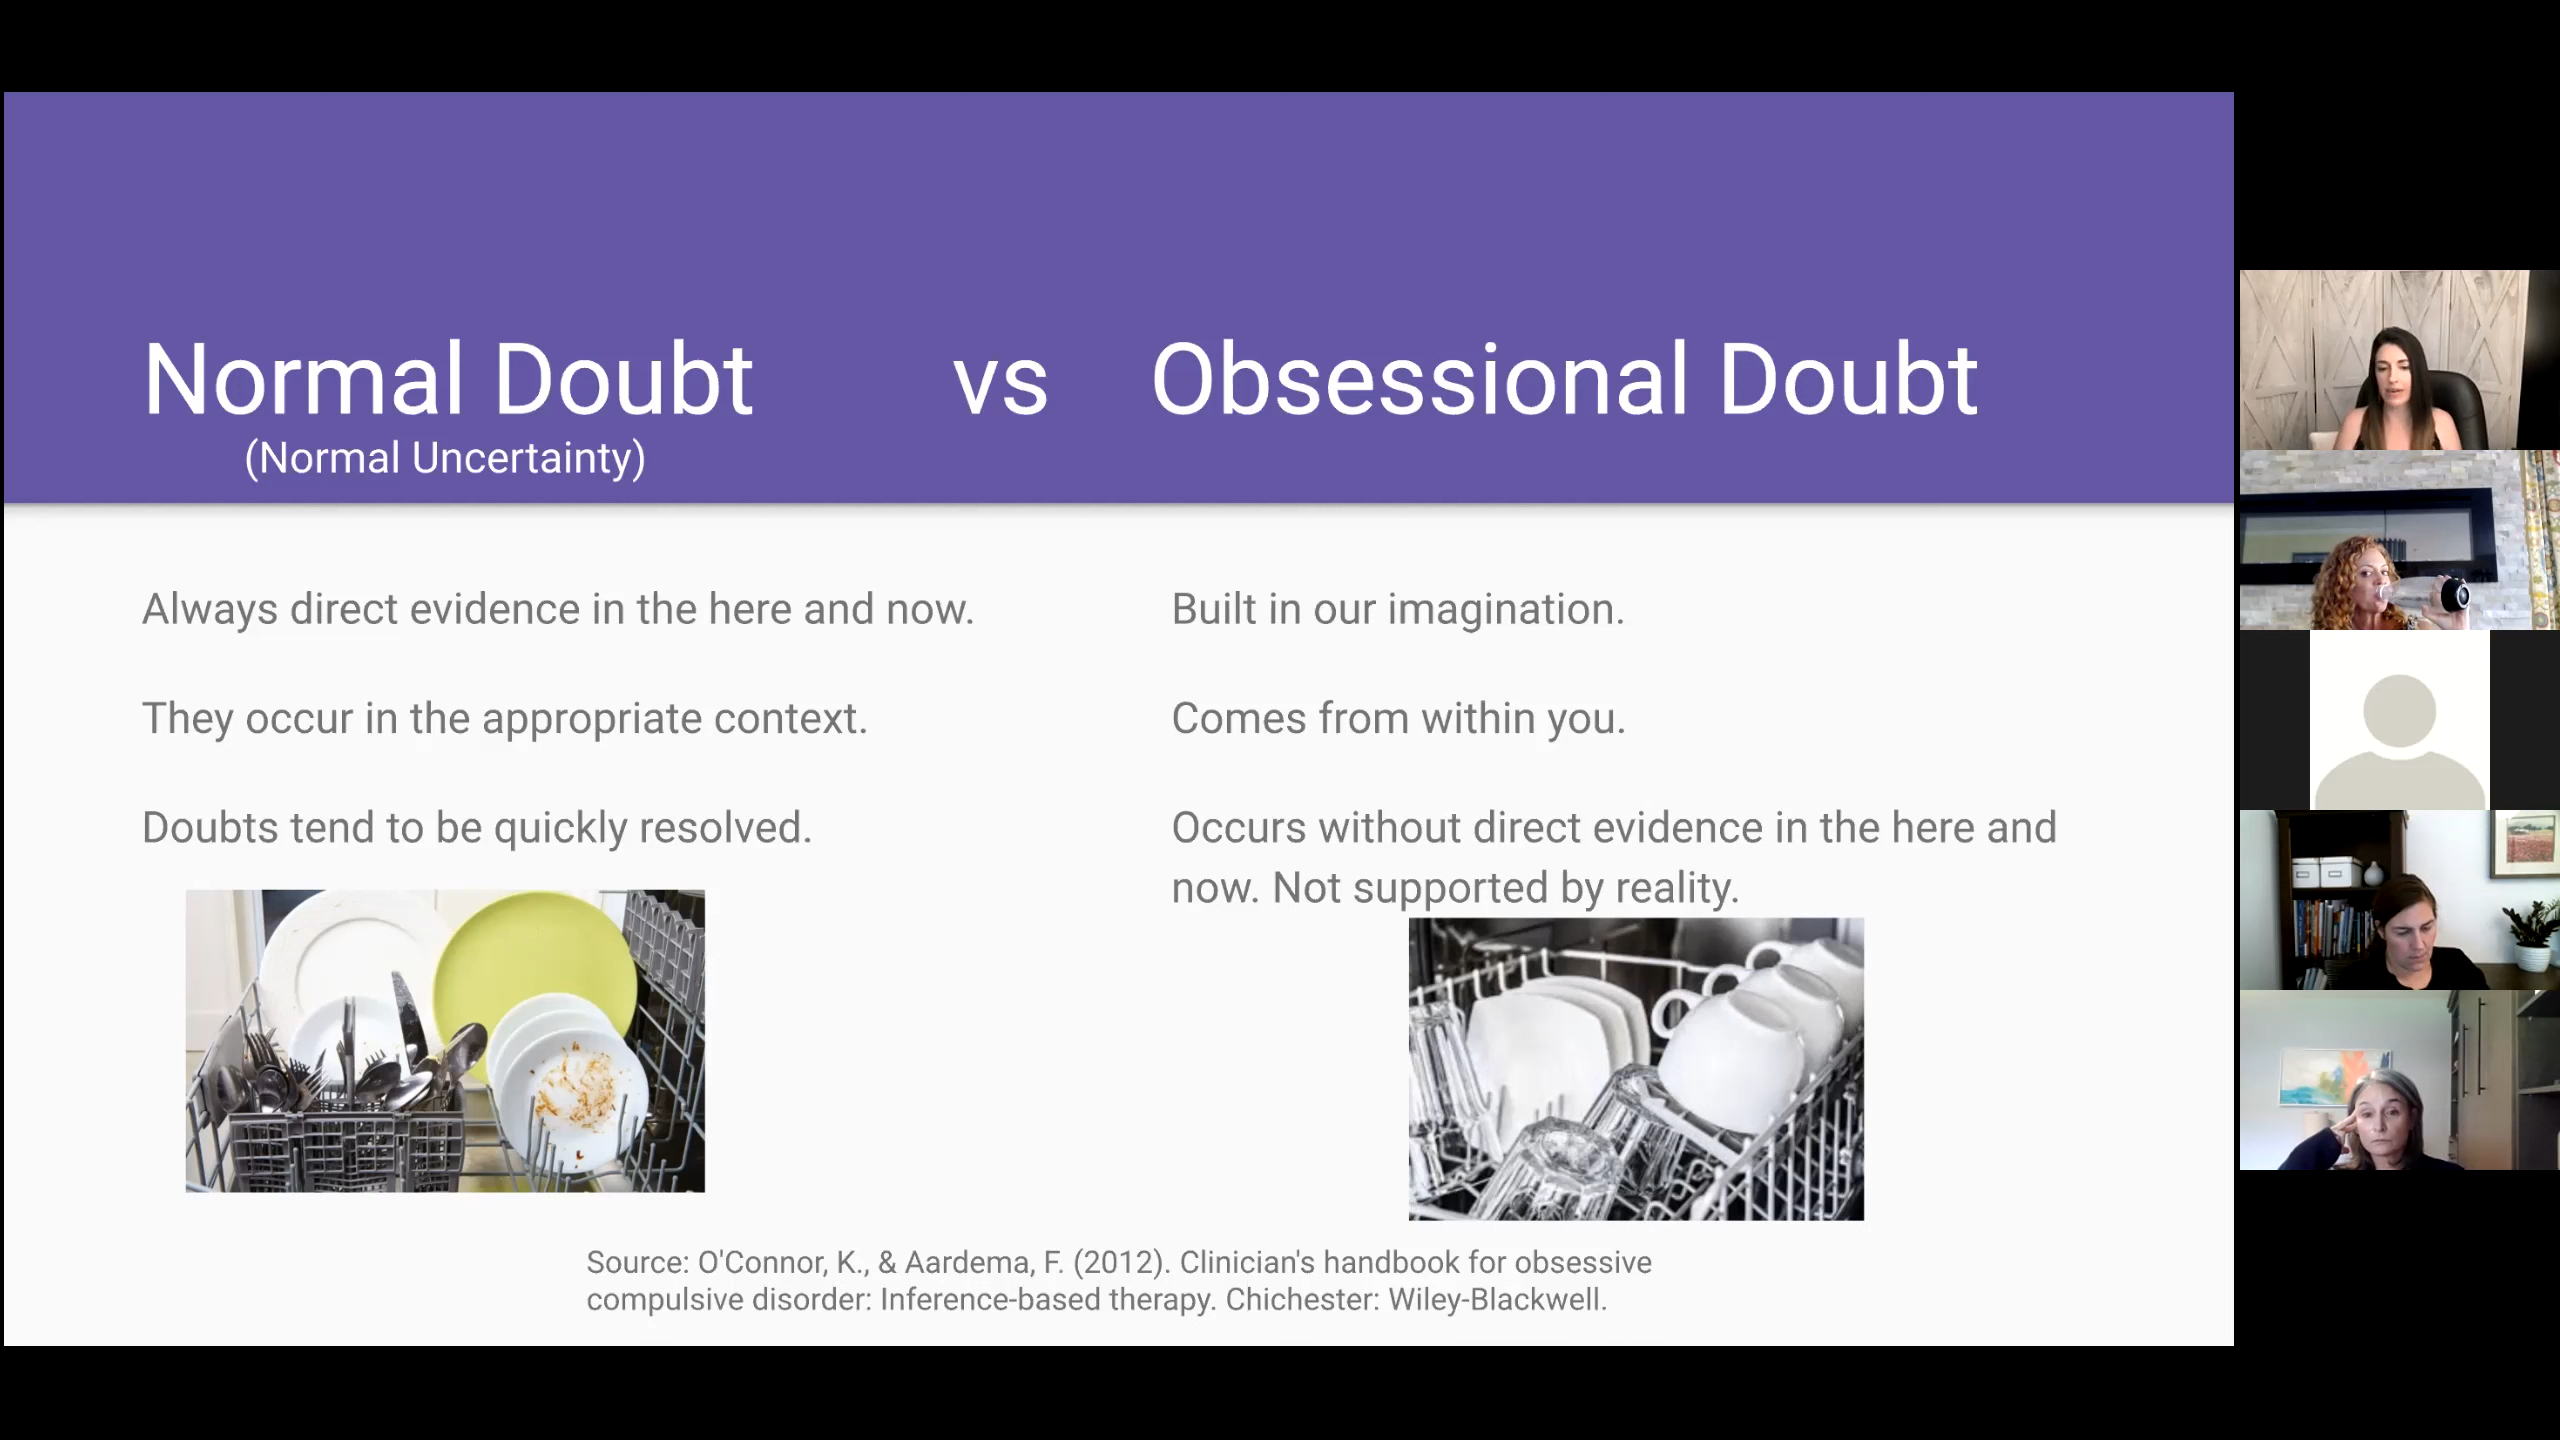 Normal Doubt vs Obsessional Doubt
(Normal Uncertainty)
Always direct evidence in the here and now.
They occur in the appropriate context.
Doubts tend to be quickly resolved.
Built in our imagination.
Comes from within you.
Occurs without direct evidence in the here and
now. Not supported by reality.
Source: O'Connor, K., & Aardema, F. (2012). Clinician's handbook for obsessive
compulsive disorder: Inference-based therapy. Chichester: Wiley-Blackwell.